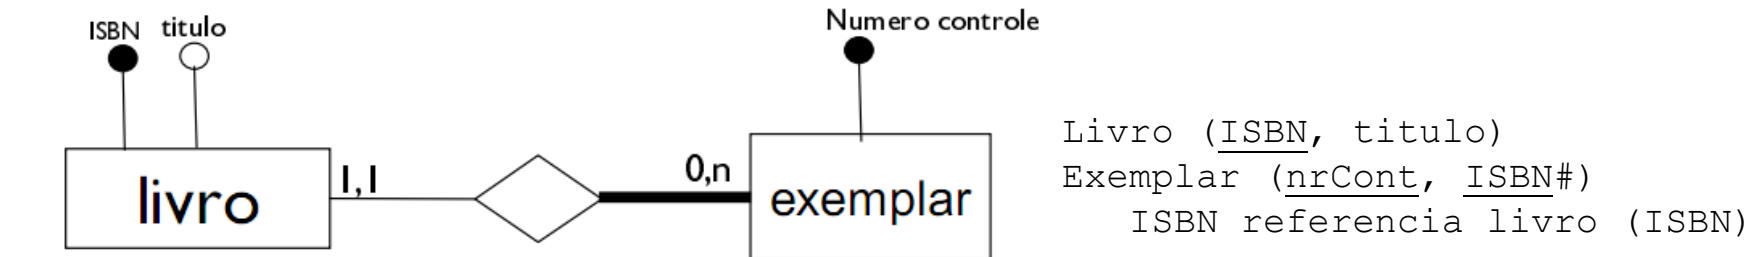 ISBN titulo
Numero controle
livro
1,1
0,n
exemplar
Livro (ISBN, titulo)
Exemplar (nrCont, ISBN#)
ISBN referencia livro (ISBN)